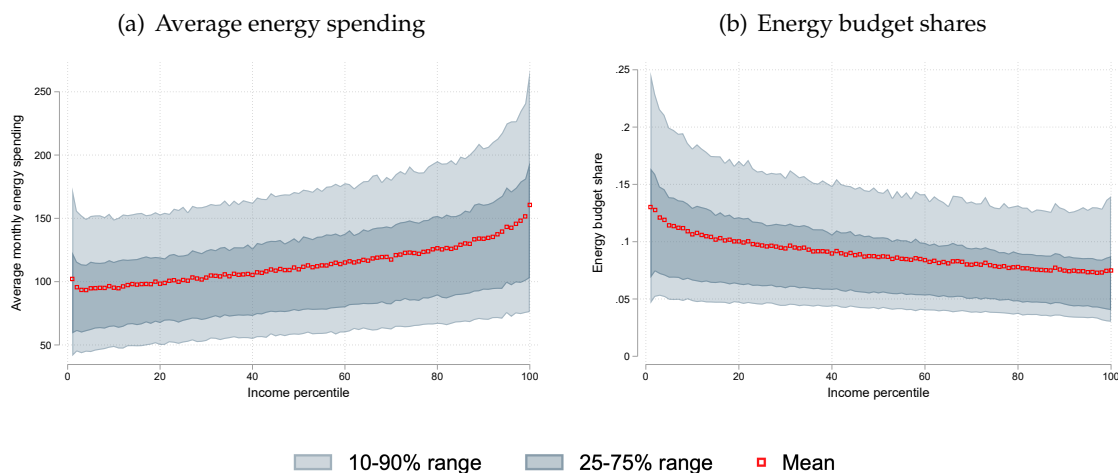 (a) Average energy spending
Average monthly energy spending
250
200
150
100
50
0 20 40 60 80 100
Income percentile
(b) Energy budget shares
Energy budget share
.25
.2
.15
.1
.05
0
0 20 40 60 80 100
Income percentile
10-90% range 25-75% range Mean